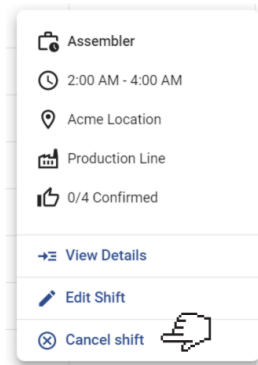 Assembler
2:00 AM - 4:00 AM
Acme Location
Production Line
0/4 Confirmed
View Details
Edit Shift
Cancel shift